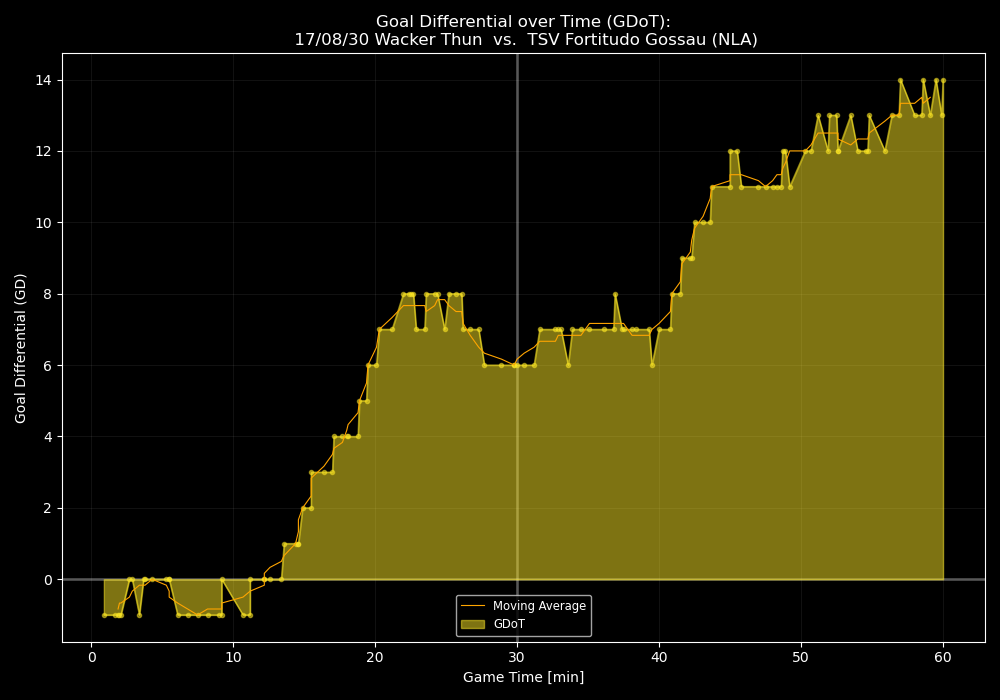 Goal Differential over Time (GDoT):
17/08/30 Wacker Thun  vs.  TSV Fortitudo Gossau (NLA)
Goal Differential (GD)
14
12
10
8
6
4
2
0
0 10 20 30 40 50 60
Game Time [min]
Moving Average
GDoT